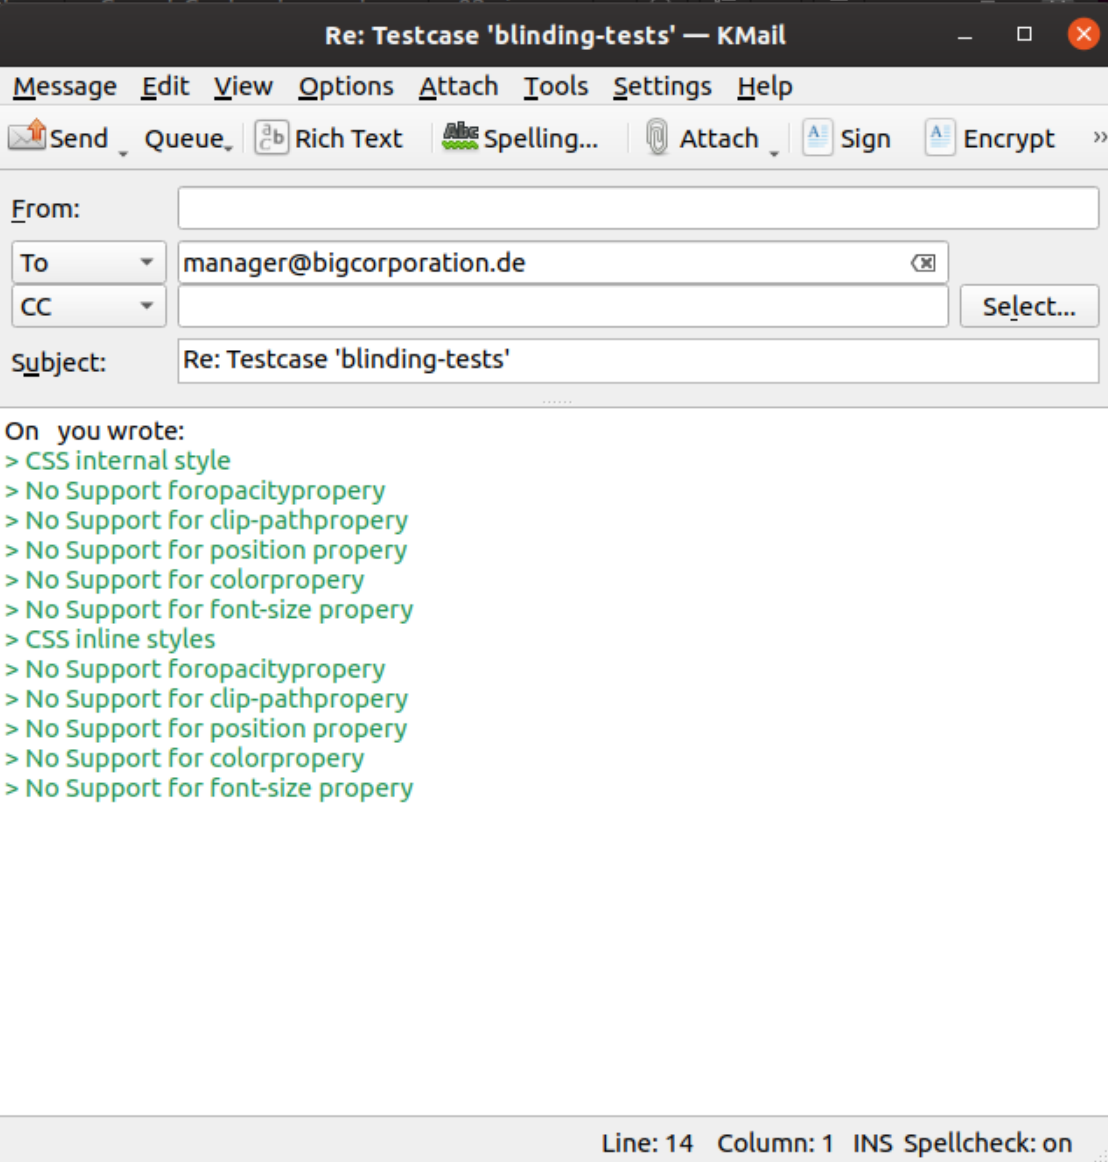 Re: Testcase 'blinding-tests' — KMail
Message Edit View Options Attach Tools Settings Help
Send Queue Rich Text Abc Spelling... Attach Sign Encrypt »
From:
To manager@bigcorporation.de
CC Select...
Subject: Re: Testcase 'blinding-tests'
On you wrote:
> CSS internal style
> No Support foropacitypropery
> No Support for clip-pathpropery
> No Support for position propery
> No Support for colorpropery
> No Support for font-size propery
> CSS inline styles
> No Support foropacitypropery
> No Support for clip-pathpropery
> No Support for position propery
> No Support for colorpropery
> No Support for font-size propery
Line: 14 Column: 1 INS Spellcheck: on